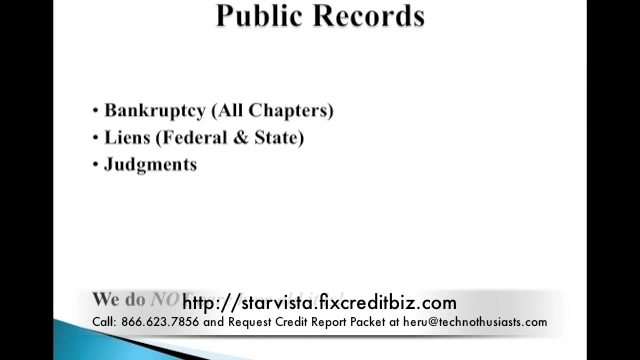 Public Records
• Bankruptcy (All Chapters)
• Liens (Federal & State)
• Judgments
We do NOT
http://starvista.fixcreditbiz.com
Call: 866.623.7856 and Request Credit Report Packet at heru@technothusiasts.com